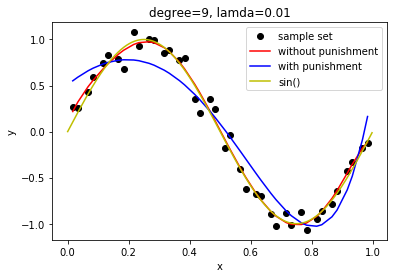 degree=9, lamda=0.01
sample set
without punishment
with punishment
sin()
1.0
0.5
0.0
−0.5
−1.0
y
0.0 0.2 0.4 0.6 0.8 1.0
x